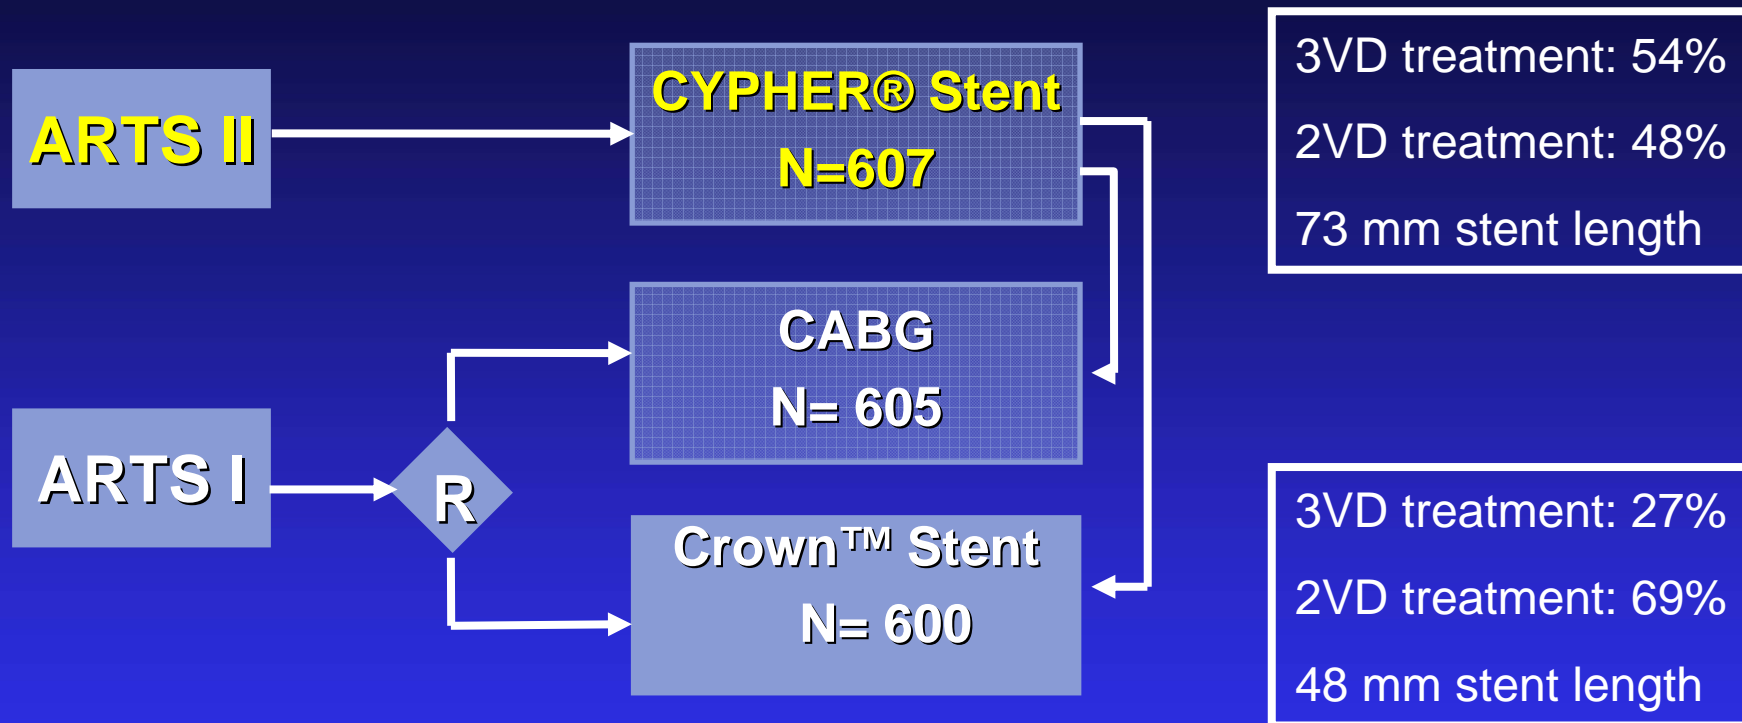 ARTS II
CYPHER® Stent
N=607
3VD treatment: 54%
2VD treatment: 48%
73 mm stent length
CABG
N= 605
ARTS I
R
Crown™ Stent
N= 600
3VD treatment: 27%
2VD treatment: 69%
48 mm stent length